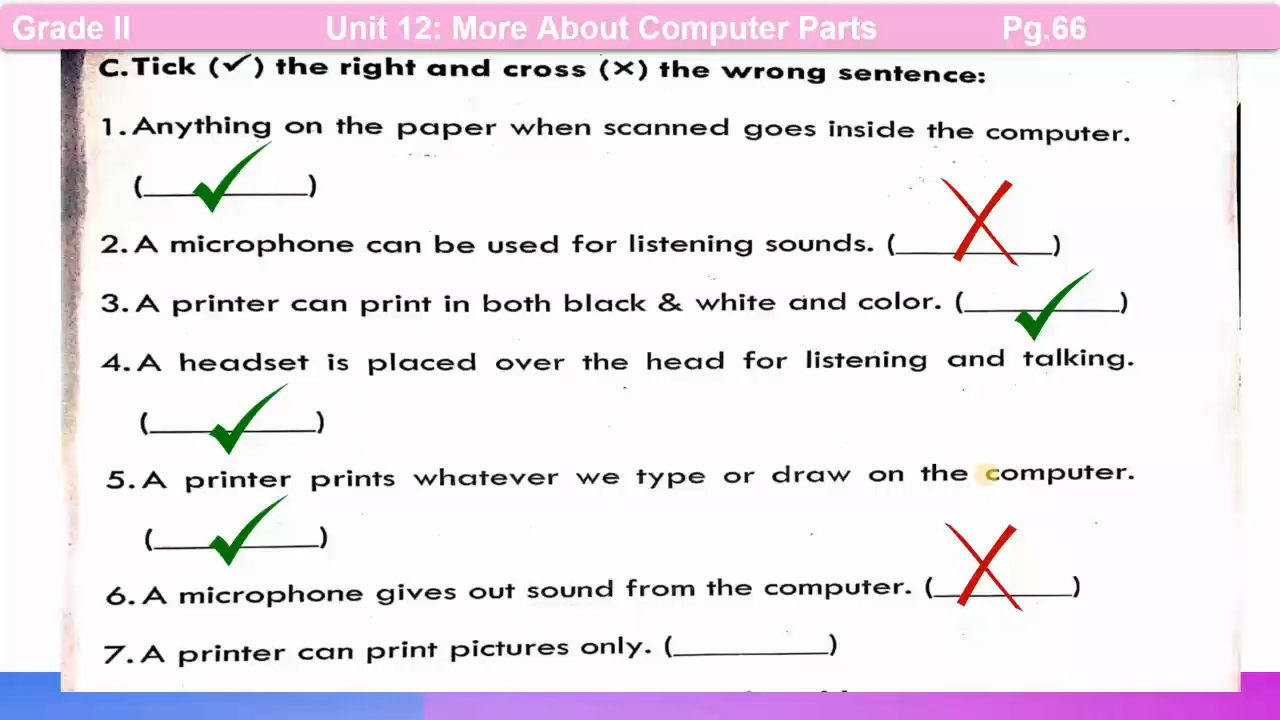 Grade II Unit 12: More About Computer Parts Pg.66
C.Tick (✓) the right and cross (×) the wrong sentence:
1. Anything on the paper when scanned goes inside the computer.
(______✓______)
2. A microphone can be used for listening sounds. (______X______)
3. A printer can print in both black & white and color. (______✓______)
4. A headset is placed over the head for listening and talking.
(______✓______)
5. A printer prints whatever we type or draw on the computer.
(______✓______)
6. A microphone gives out sound from the computer. (______X______)
7. A printer can print pictures only. (____________)